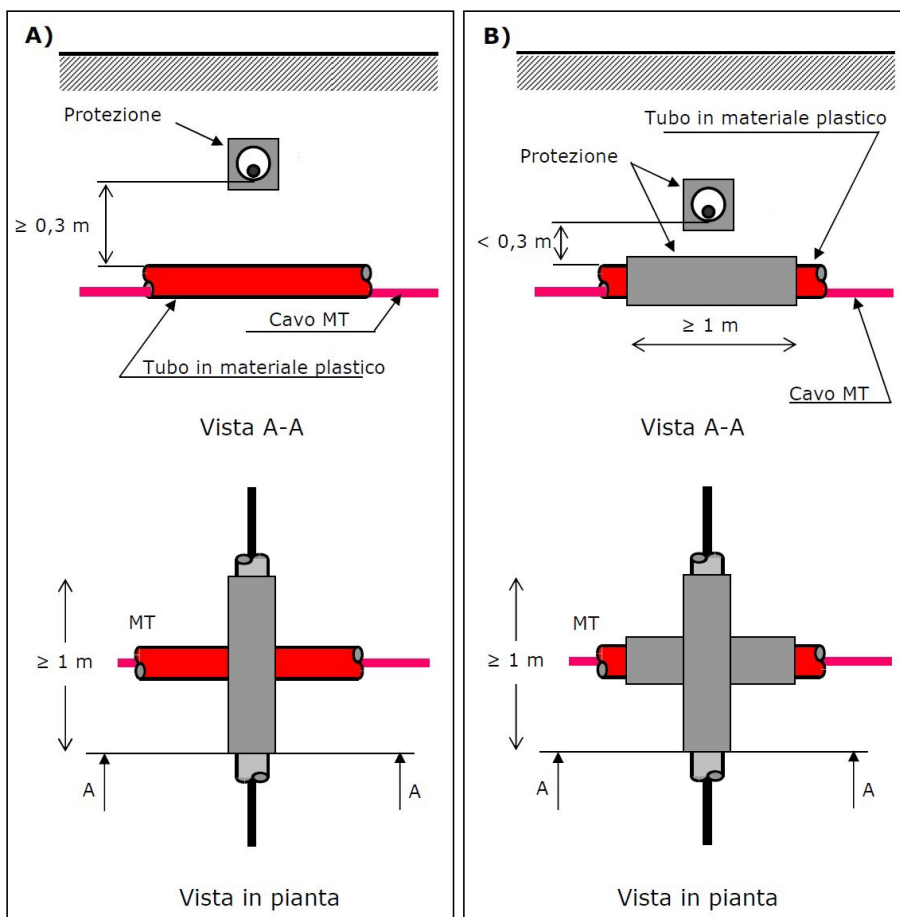 A)
Protezione
≥ 0,3 m
Cavo MT
Tubo in materiale plastico
Vista A-A
MT
≥ 1 m
A
A
Vista in pianta
B)
Tubo in materiale plastico
Protezione
< 0,3 m
≥ 1 m
Cavo MT
Vista A-A
MT
≥ 1 m
A
A
Vista in pianta